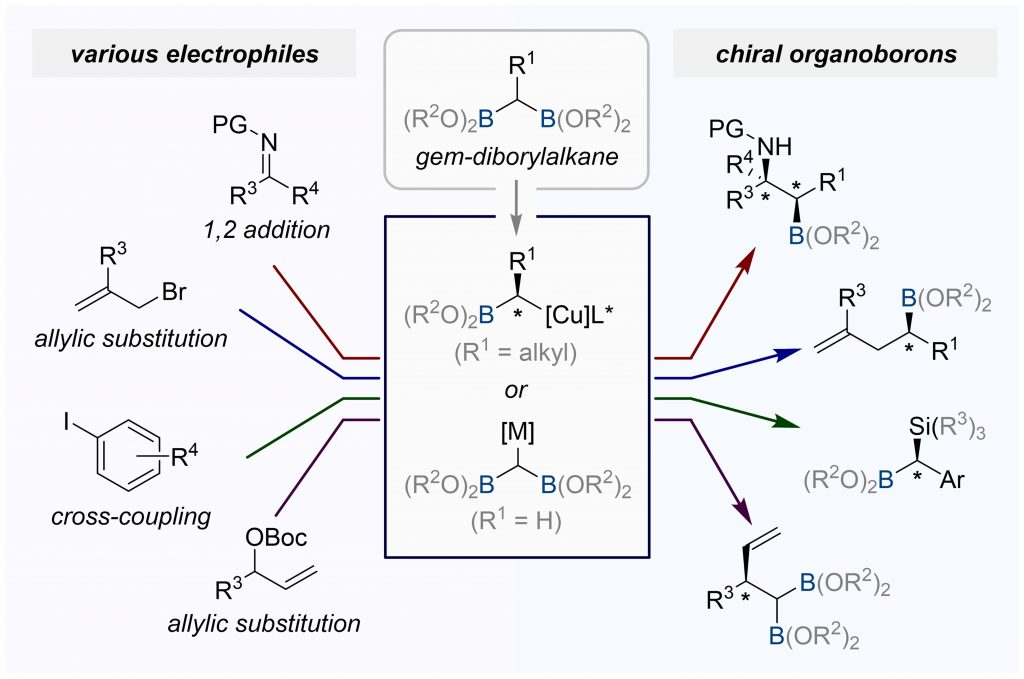 various electrophiles
PG
N
R³ R⁴
1,2 addition
R³
Br
allylic substitution
I
R⁴
cross-coupling
OBoc
R³
allylic substitution
R¹
(R²O)₂B B(OR²)₂
gem-diborylalkane
R¹
(R²O)₂B * [Cu]L*
(R¹ = alkyl)
or
[M]
(R²O)₂B B(OR²)₂
(R¹ = H)
chiral organoborons
PG
NH
R⁴
R³ * * R¹
B(OR²)₂
R³ B(OR²)₂
* R¹
Si(R³)₃
(R²O)₂B * Ar
R³ * B(OR²)₂
B(OR²)₂